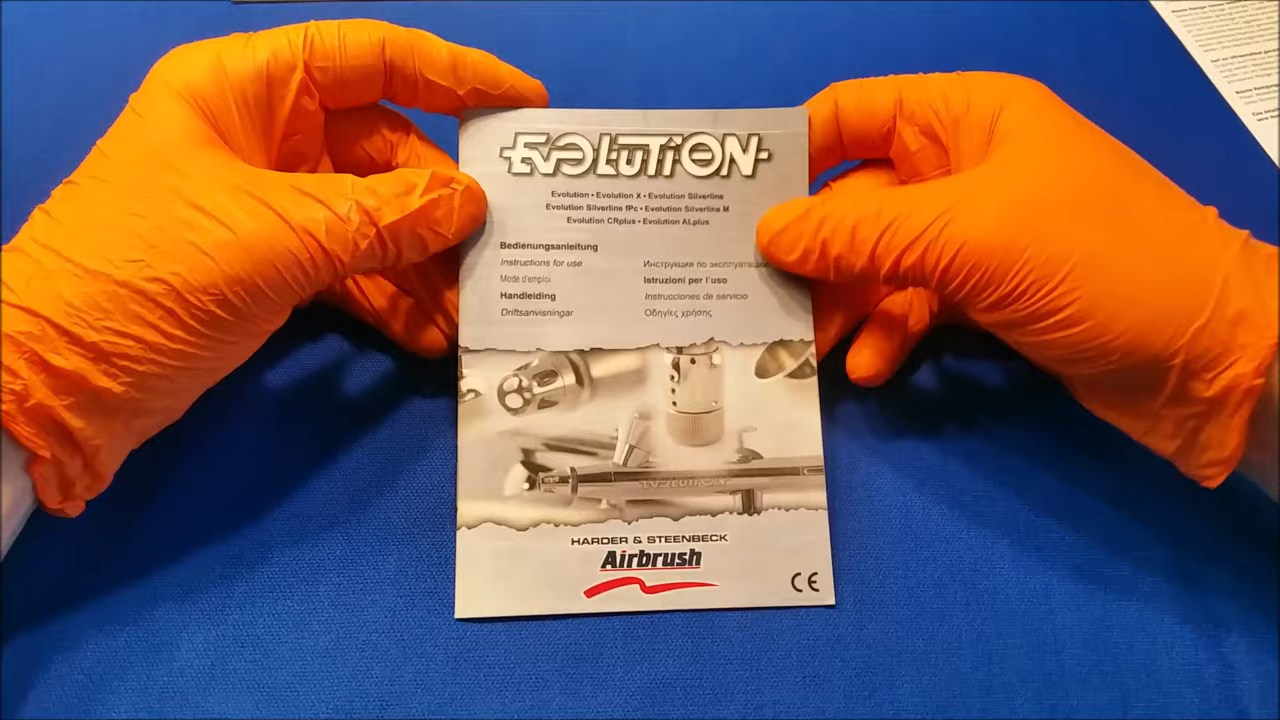 EVOLUTION
Evolution • Evolution X • Evolution Silverline
Evolution Silverline fPc • Evolution Silverline M
Evolution CRplus • Evolution ALplus
Bedienungsanleitung
Instructions for use
Mode d'emploi
Handleiding
Driftsanvisningar
Инструкция по эксплуатации
Istruzioni per l'uso
Instrucciones de servicio
Οδηγίες χρήσης
EVOLUTION
HARDER & STEENBECK
Airbrush
CE